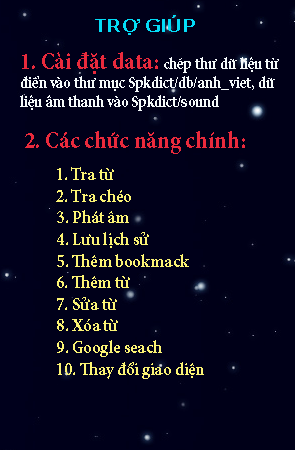 TRỢ GIÚP
1. Cài đặt data: chép thư dữ liệu từ
điển vào thư mục Spkdict/db/anh_viet, dữ
liệu âm thanh vào Spkdict/sound
2. Các chức năng chính:
1. Tra từ
2. Tra chéo
3. Phát âm
4. Lưu lịch sử
5. Thêm bookmack
6. Thêm từ
7. Sửa từ
8. Xóa từ
9. Google seach
10. Thay đổi giao diện